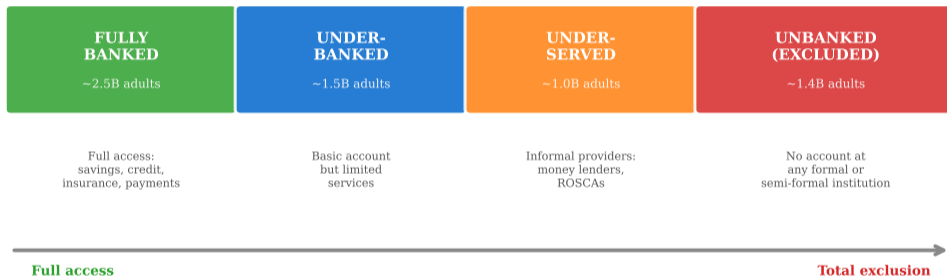 FULLY
BANKED
~2.5B adults
UNDER-
BANKED
~1.5B adults
UNDER-
SERVED
~1.0B adults
UNBANKED
(EXCLUDED)
~1.4B adults
Full access:
savings, credit,
insurance, payments
Basic account
but limited
services
Informal providers:
money lenders,
ROSCAs
No account at
any formal or
semi-formal institution
Full access
Total exclusion